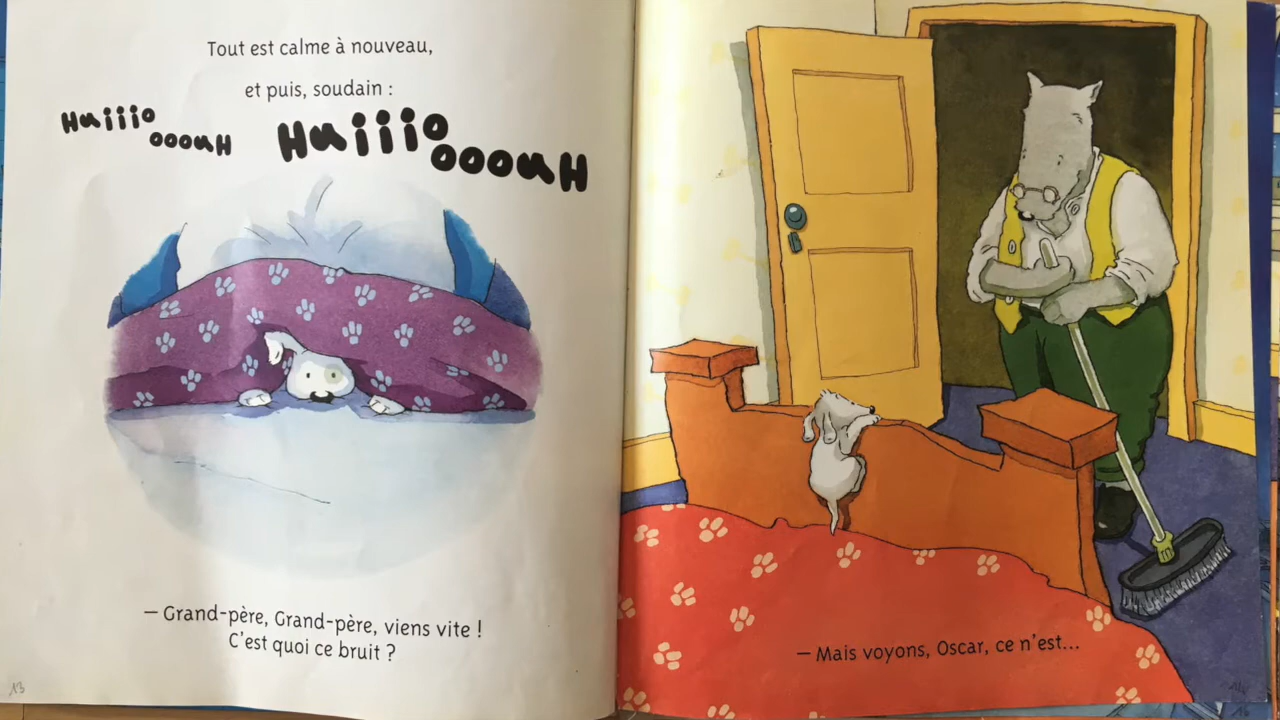 Tout est calme à nouveau,
et puis, soudain :
Huiiio
ooouH
Huiiio
ooouH
— Grand-père, Grand-père, viens vite !
C'est quoi ce bruit ?
— Mais voyons, Oscar, ce n'est...
13